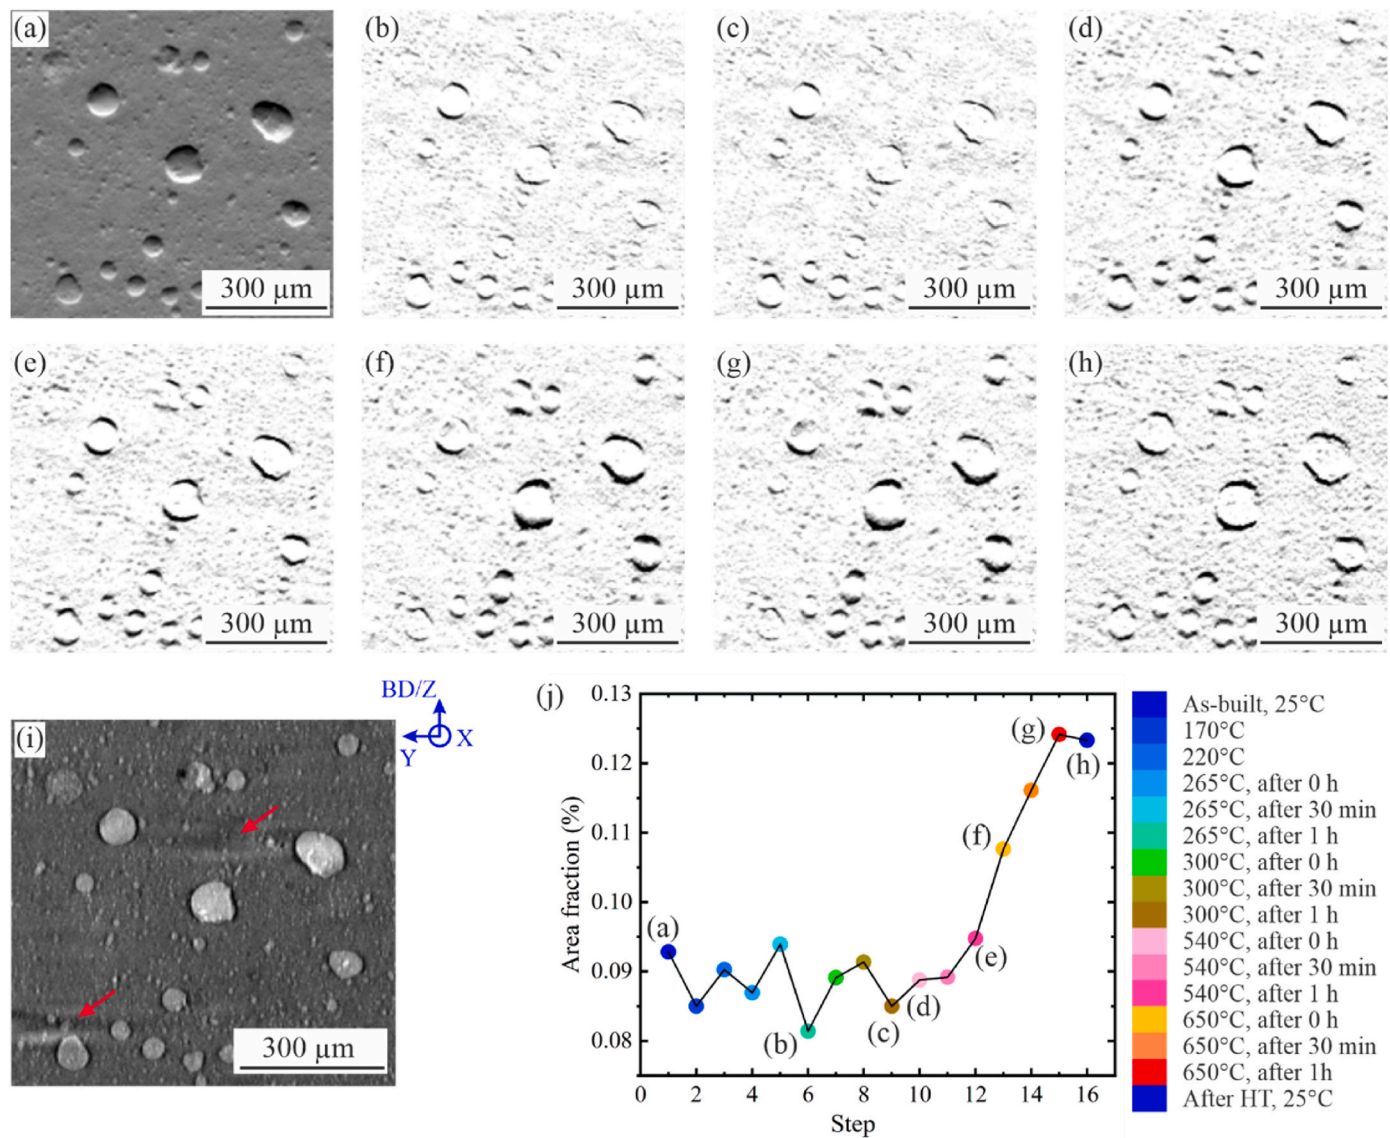 (a)
300 μm
(b)
300 μm
(c)
300 μm
(d)
300 μm
(e)
300 μm
(f)
300 μm
(g)
300 μm
(h)
300 μm
(i)
300 μm
BD/Z
Y
X
(j)
Area fraction (%)
0.13
0.12
0.11
0.10
0.09
0.08
(a)
(b)
(c)
(d)
(e)
(f)
(g)
(h)
0 2 4 6 8 10 12 14 16
Step
As-built, 25°C
170°C
220°C
265°C, after 0 h
265°C, after 30 min
265°C, after 1 h
300°C, after 0 h
300°C, after 30 min
300°C, after 1 h
540°C, after 0 h
540°C, after 30 min
540°C, after 1 h
650°C, after 0 h
650°C, after 30 min
650°C, after 1h
After HT, 25°C